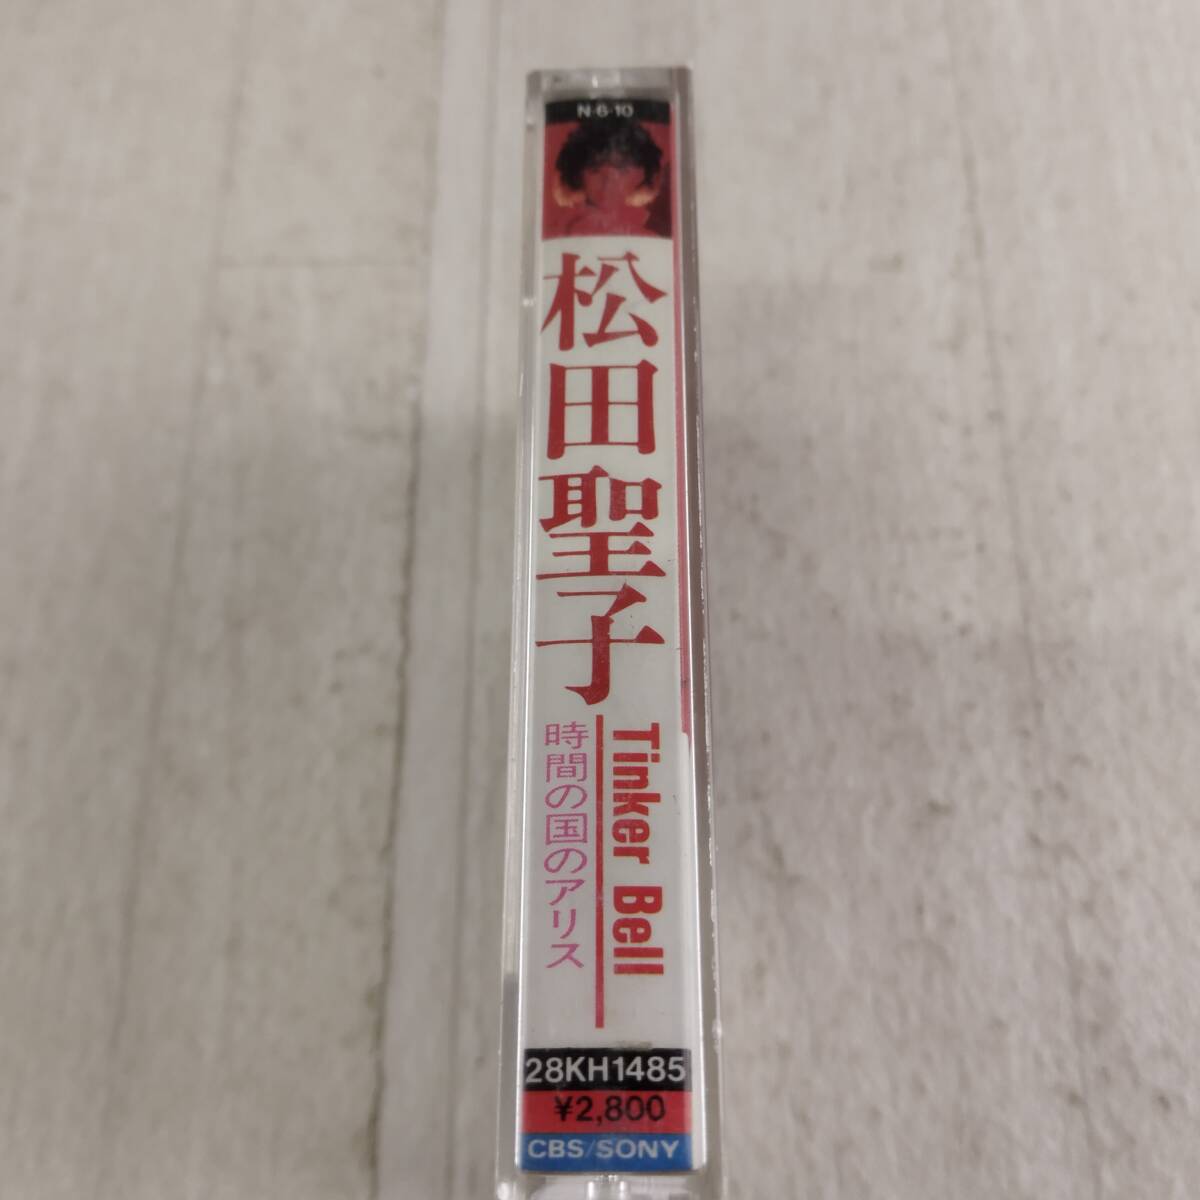 N-6-10
松田聖子
Tinker Bell
時間の国のアリス
28KH1485
¥2,800
CBS/SONY